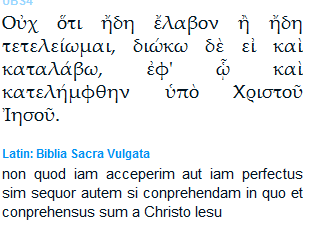 0B34
Οὐχ ὅτι ἤδη ἔλαβον ἢ ἤδη
τετελείωμαι, διώκω δὲ εἰ καὶ
καταλάβω, ἐφ' ᾧ καὶ
κατελήμφθην ὑπὸ Χριστοῦ
Ἰησοῦ.
Latin: Biblia Sacra Vulgata
non quod iam acceperim aut iam perfectus
sim sequor autem si conprehendam in quo et
conprehensus sum a Christo Iesu